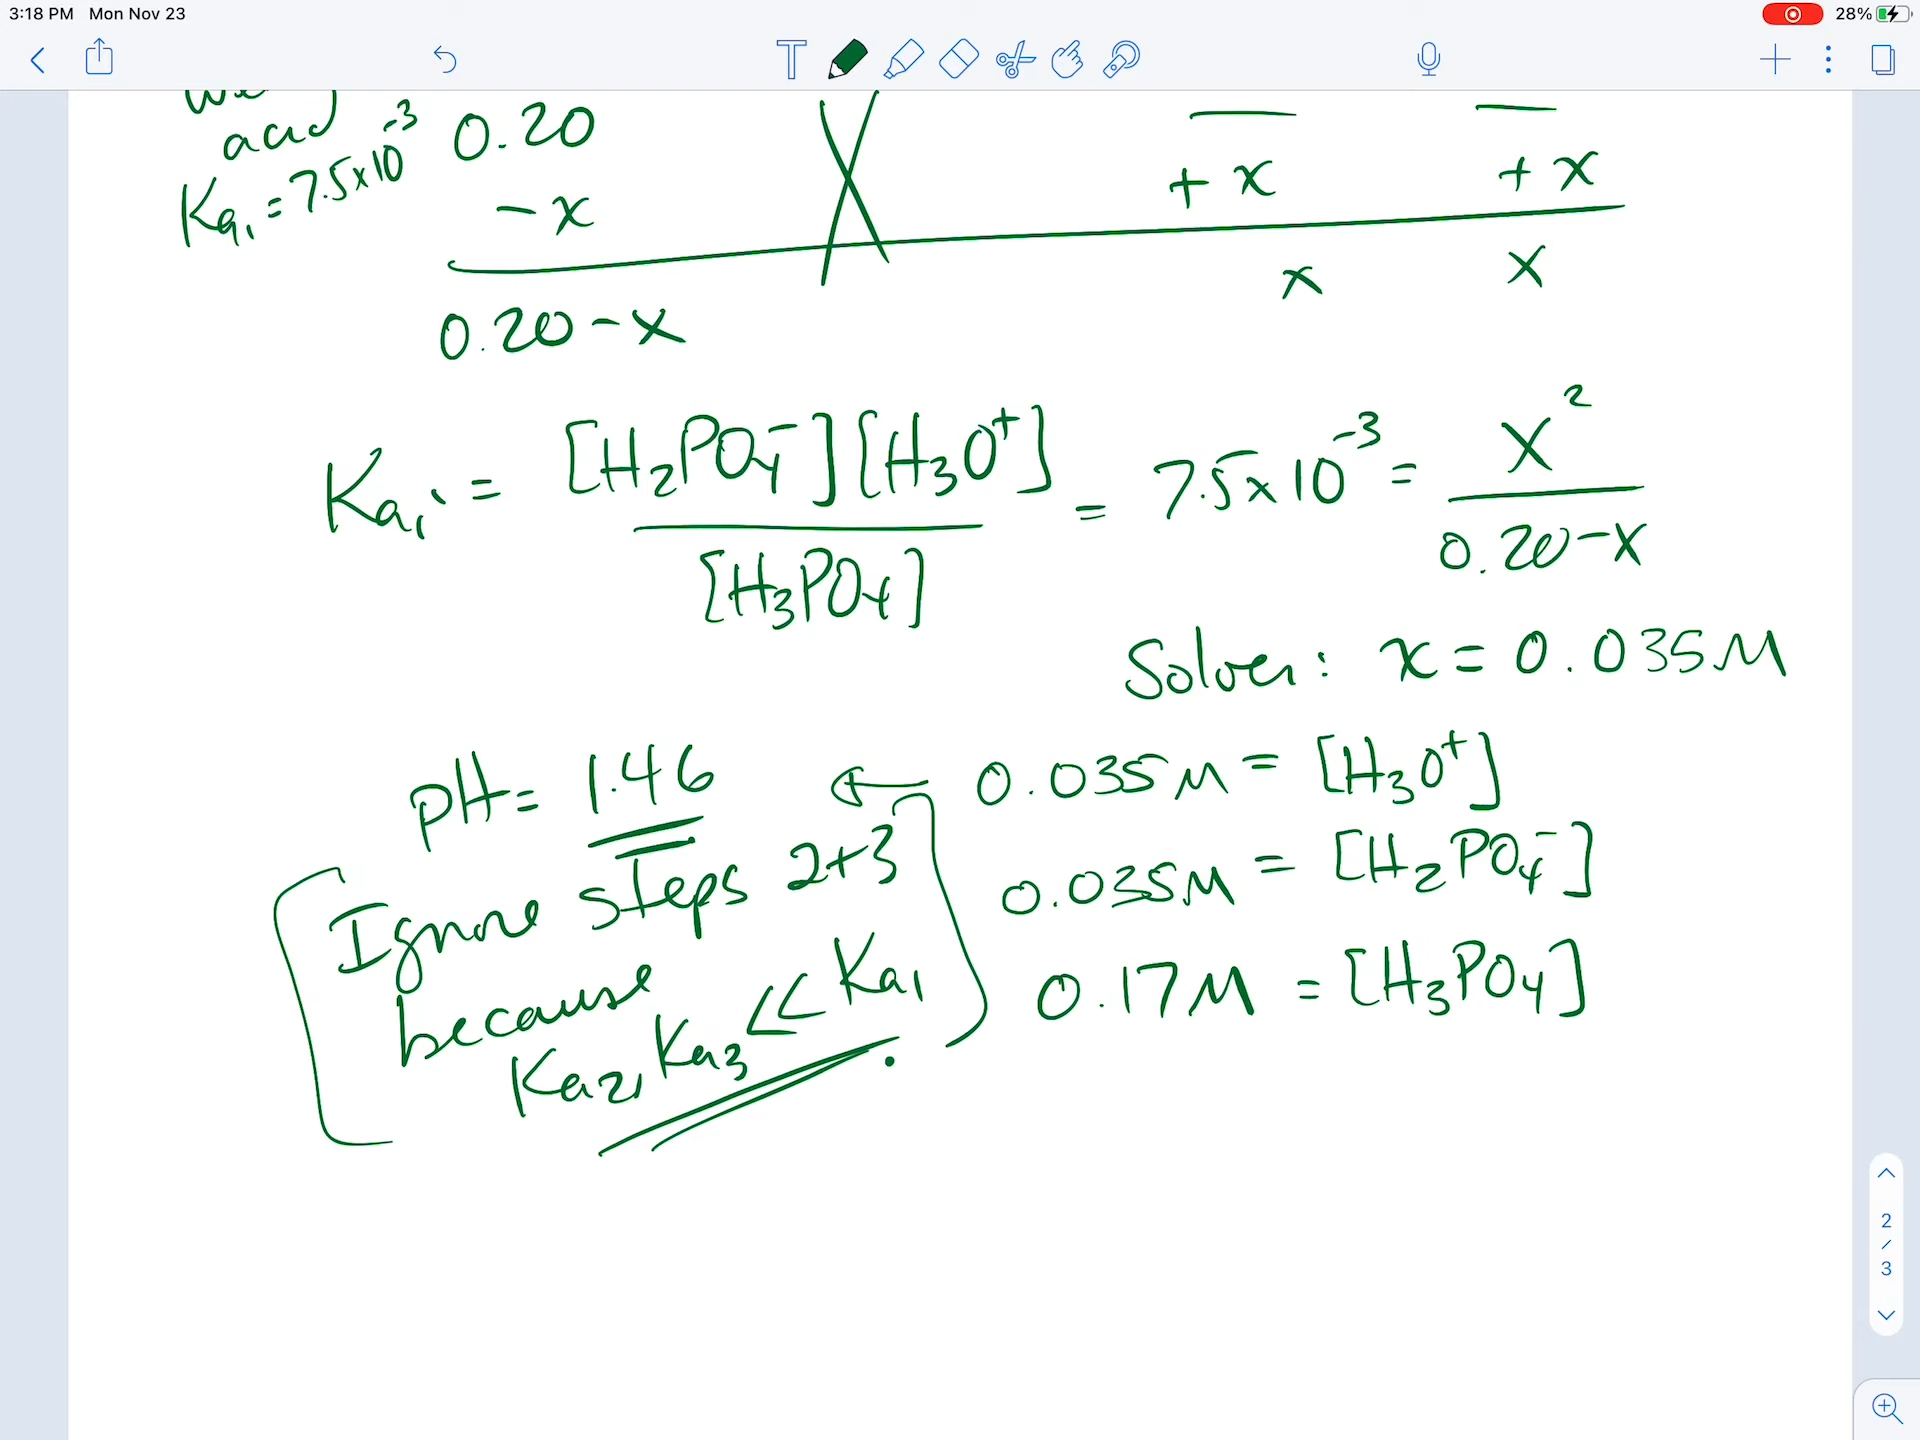 3:18 PM Mon Nov 23
28%
T
acid
0.20
+ x
+ x
Ka₁ = 7.5x10⁻³
- x
x
x
0.20 - x
Ka₁ = [H₂PO₄⁻][H₃O⁺] / [H₃PO₄] = 7.5x10⁻³ = x² / 0.20-x
Solver: x = 0.035M
pH = 1.46 ← 0.035M = [H₃O⁺]
0.035M = [H₂PO₄⁻]
0.17M = [H₃PO₄]
Ignore steps 2+3
because
Ka₂, Ka₃ << Ka₁
2
/
3